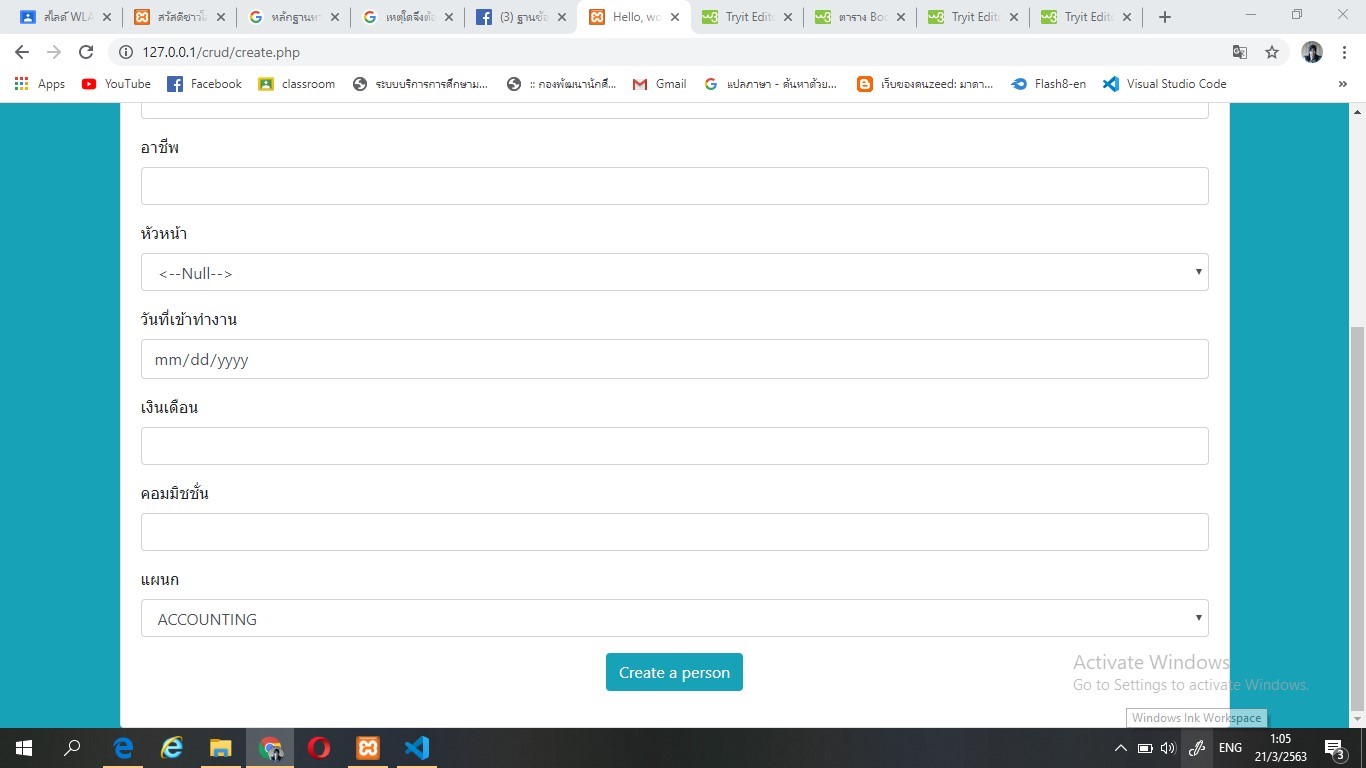 สไลด์ WLA
สวัสดีชาวโ
หลักฐานทา
เหตุใดจึงต้อ
(3) ฐานข้อ
Hello, wo
Tryit Edito
ตาราง Boo
Tryit Edito
Tryit Edito
127.0.0.1/crud/create.php
Apps YouTube Facebook classroom ระบบบริการการศึกษาม... :: กองพัฒนานักศึ... Gmail แปลภาษา - ค้นหาด้วย... เว็บของคนzeed: มาดา... Flash8-en Visual Studio Code »
อาชีพ
หัวหน้า
<--Null-->
วันที่เข้าทำงาน
mm/dd/yyyy
เงินเดือน
คอมมิชชั่น
แผนก
ACCOUNTING
Create a person
Activate Windows
Go to Settings to activate Windows.
Windows Ink Workspace
ENG
1:05
21/3/2563
3